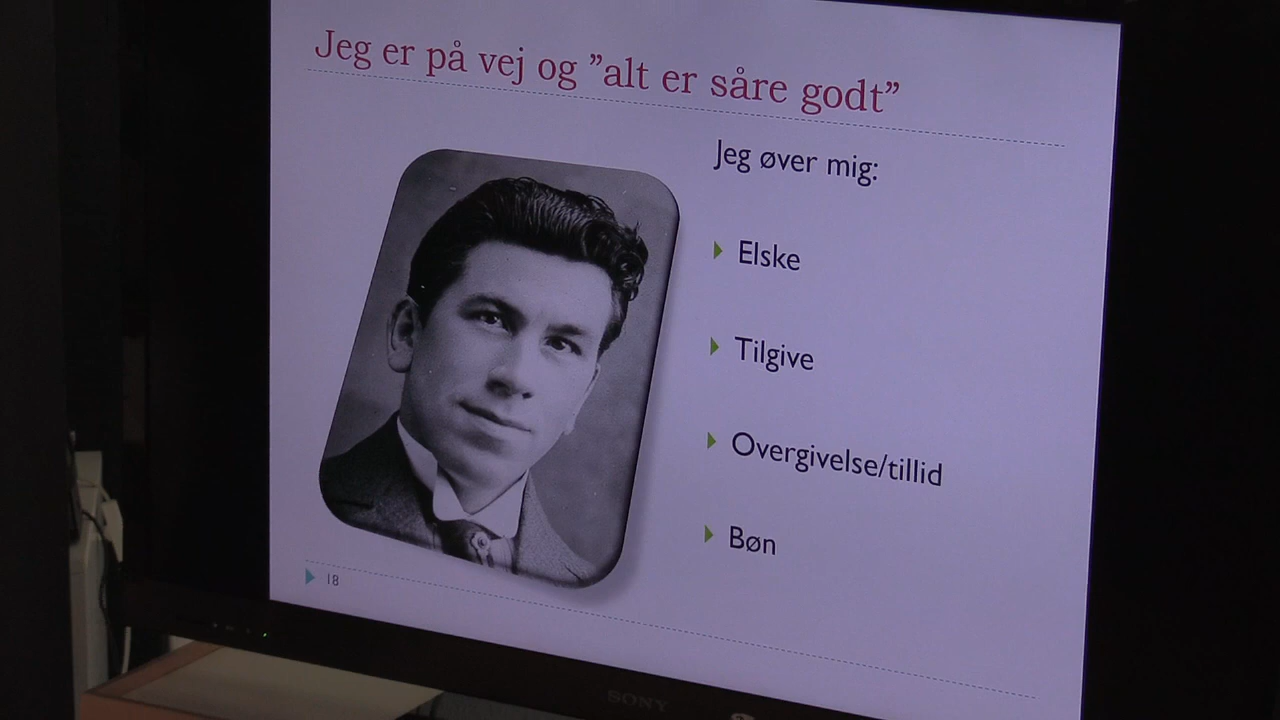 Jeg er på vej og ”alt er såre godt”
Jeg øver mig:
Elske
Tilgive
Overgivelse/tillid
Bøn
18
SONY